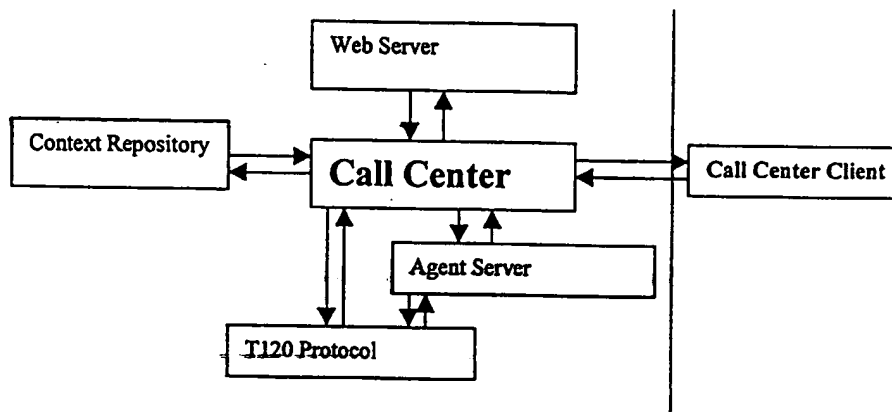 Web Server
Context Repository
Call Center
Call Center Client
Agent Server
T120 Protocol